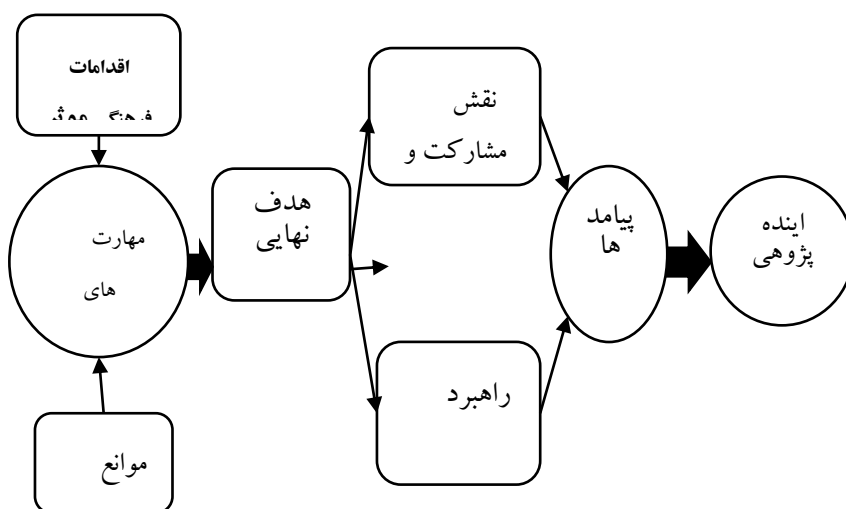 اقدامات
مهارت
های
موانع
هدف
نهایی
نقش
مشارکت و
راهبرد
پیامد
ها
اینده
پژوهی